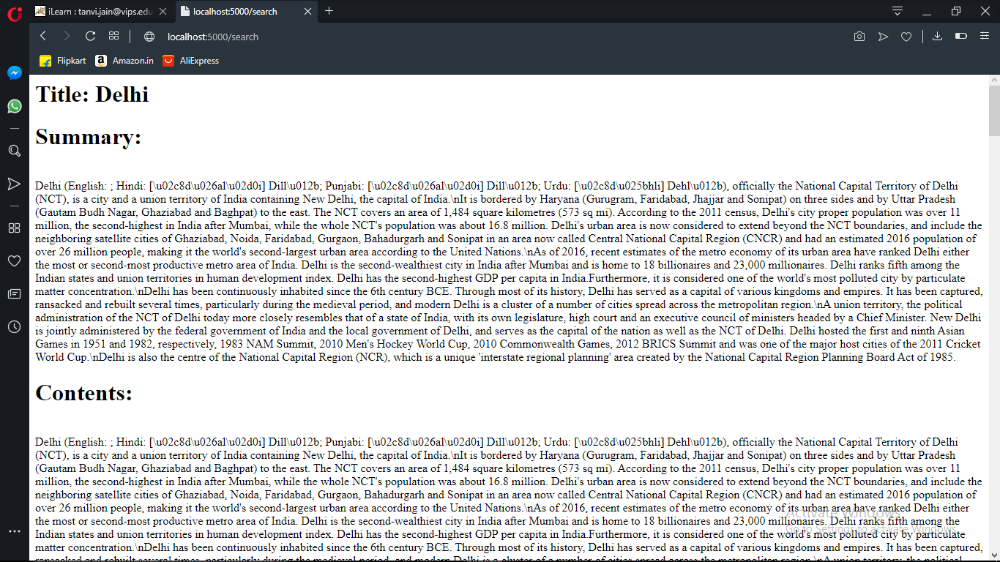 iLearn : tanvi.jain@vips.edu
localhost:5000/search
localhost:5000/search
Flipkart
Amazon.in
AliExpress
Title: Delhi
Summary:
Delhi (English: ; Hindi: [\u02c8d\u026al\u02d0i] Dill\u012b; Punjabi: [\u02c8d\u026al\u02d0i] Dill\u012b; Urdu: [\u02c8d\u025bhli] Dehl\u012b), officially the National Capital Territory of Delhi
(NCT), is a city and a union territory of India containing New Delhi, the capital of India.\nIt is bordered by Haryana (Gurugram, Faridabad, Jhajjar and Sonipat) on three sides and by Uttar Pradesh
(Gautam Budh Nagar, Ghaziabad and Baghpat) to the east. The NCT covers an area of 1,484 square kilometres (573 sq mi). According to the 2011 census, Delhi's city proper population was over 11
million, the second-highest in India after Mumbai, while the whole NCT's population was about 16.8 million. Delhi's urban area is now considered to extend beyond the NCT boundaries, and include the
neighboring satellite cities of Ghaziabad, Noida, Faridabad, Gurgaon, Bahadurgarh and Sonipat in an area now called Central National Capital Region (CNCR) and had an estimated 2016 population of
over 26 million people, making it the world's second-largest urban area according to the United Nations.\nAs of 2016, recent estimates of the metro economy of its urban area have ranked Delhi either
the most or second-most productive metro area of India. Delhi is the second-wealthiest city in India after Mumbai and is home to 18 billionaires and 23,000 millionaires. Delhi ranks fifth among the
Indian states and union territories in human development index. Delhi has the second-highest GDP per capita in India.Furthermore, it is considered one of the world's most polluted city by particulate
matter concentration.\nDelhi has been continuously inhabited since the 6th century BCE. Through most of its history, Delhi has served as a capital of various kingdoms and empires. It has been captured,
ransacked and rebuilt several times, particularly during the medieval period, and modern Delhi is a cluster of a number of cities spread across the metropolitan region.\nA union territory, the political
administration of the NCT of Delhi today more closely resembles that of a state of India, with its own legislature, high court and an executive council of ministers headed by a Chief Minister. New Delhi
is jointly administered by the federal government of India and the local government of Delhi, and serves as the capital of the nation as well as the NCT of Delhi. Delhi hosted the first and ninth Asian
Games in 1951 and 1982, respectively, 1983 NAM Summit, 2010 Men's Hockey World Cup, 2010 Commonwealth Games, 2012 BRICS Summit and was one of the major host cities of the 2011 Cricket
World Cup.\nDelhi is also the centre of the National Capital Region (NCR), which is a unique 'interstate regional planning' area created by the National Capital Region Planning Board Act of 1985.
Contents:
Delhi (English: ; Hindi: [\u02c8d\u026al\u02d0i] Dill\u012b; Punjabi: [\u02c8d\u026al\u02d0i] Dill\u012b; Urdu: [\u02c8d\u025bhli] Dehl\u012b), officially the National Capital Territory of Delhi
(NCT), is a city and a union territory of India containing New Delhi, the capital of India.\nIt is bordered by Haryana (Gurugram, Faridabad, Jhajjar and Sonipat) on three sides and by Uttar Pradesh
(Gautam Budh Nagar, Ghaziabad and Baghpat) to the east. The NCT covers an area of 1,484 square kilometres (573 sq mi). According to the 2011 census, Delhi's city proper population was over 11
million, the second-highest in India after Mumbai, while the whole NCT's population was about 16.8 million. Delhi's urban area is now considered to extend beyond the NCT boundaries, and include the
neighboring satellite cities of Ghaziabad, Noida, Faridabad, Gurgaon, Bahadurgarh and Sonipat in an area now called Central National Capital Region (CNCR) and had an estimated 2016 population of
over 26 million people, making it the world's second-largest urban area according to the United Nations.\nAs of 2016, recent estimates of the metro economy of its urban area have ranked Delhi either
the most or second-most productive metro area of India. Delhi is the second-wealthiest city in India after Mumbai and is home to 18 billionaires and 23,000 millionaires. Delhi ranks fifth among the
Indian states and union territories in human development index. Delhi has the second-highest GDP per capita in India.Furthermore, it is considered one of the world's most polluted city by particulate
matter concentration.\nDelhi has been continuously inhabited since the 6th century BCE. Through most of its history, Delhi has served as a capital of various kingdoms and empires. It has been captured,
ransacked and rebuilt several times, particularly during the medieval period, and modern Delhi is a cluster of a number of cities spread across the metropolitan region.\nA union territory, the political
Activate Windows
Go to Settings to activate Windows.